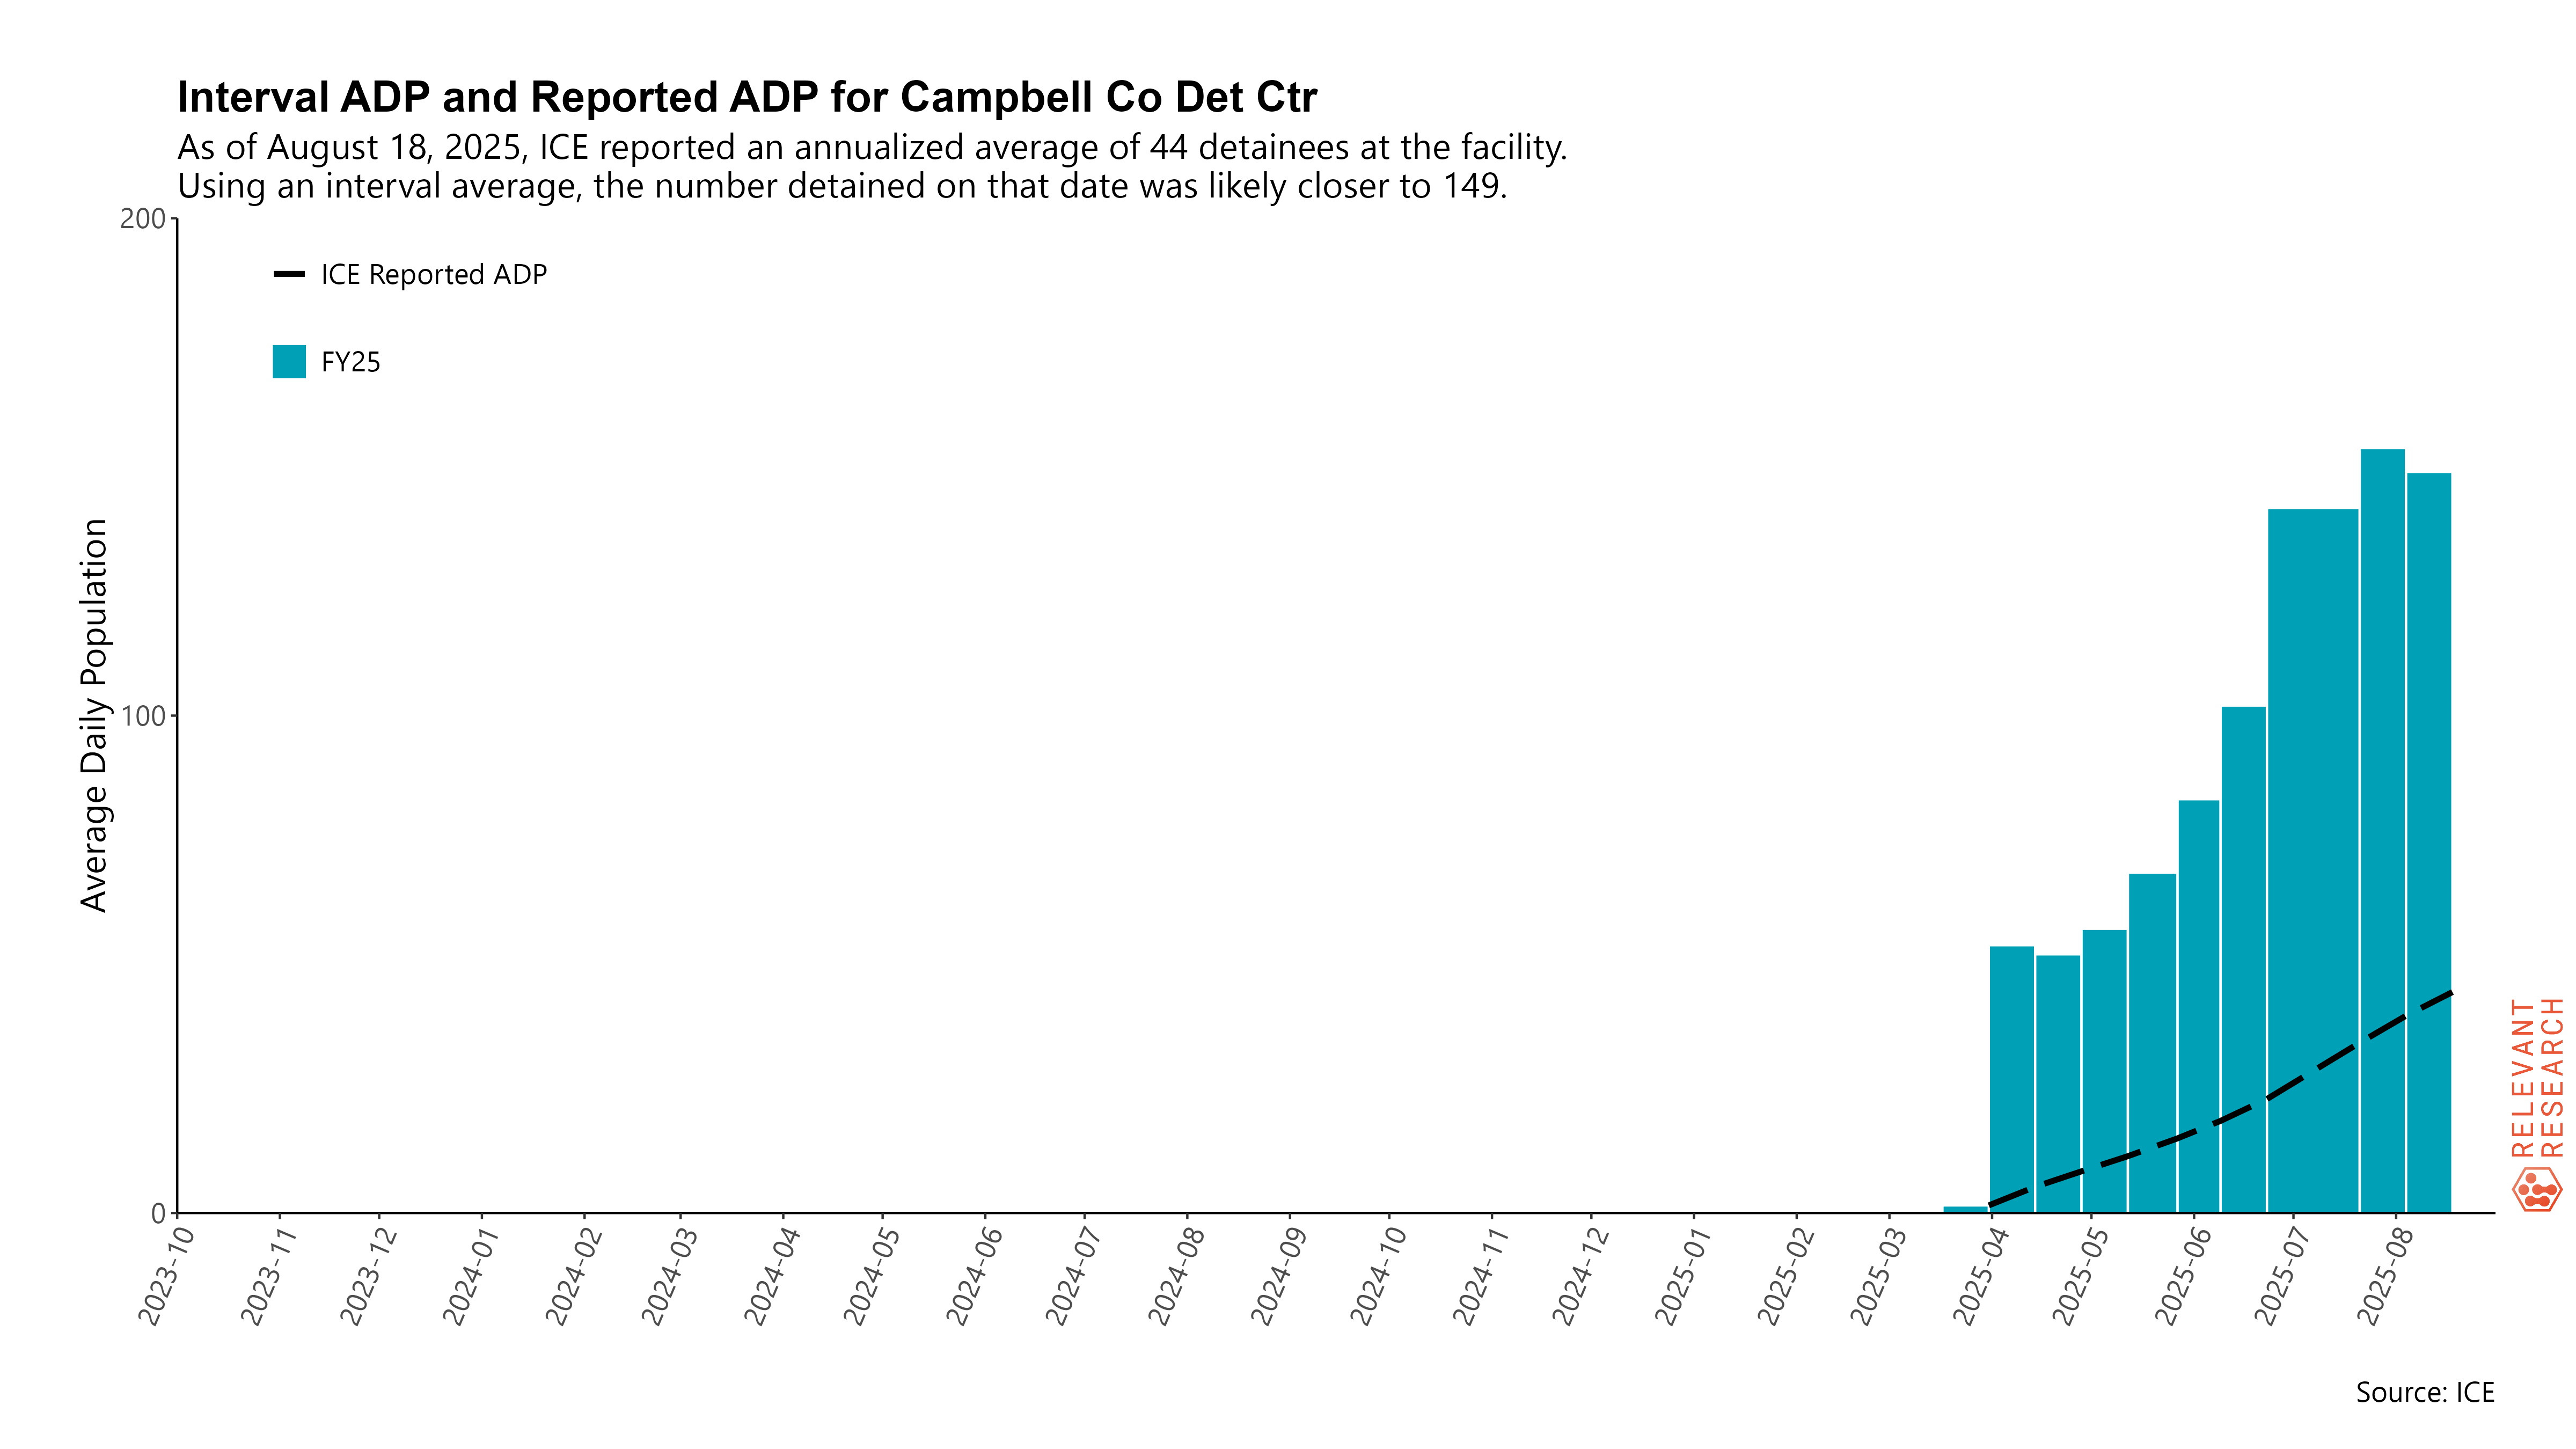 Interval ADP and Reported ADP for Campbell Co Det Ctr
As of August 18, 2025, ICE reported an annualized average of 44 detainees at the facility.
Using an interval average, the number detained on that date was likely closer to 149.
200
100
0
Average Daily Population
ICE Reported ADP
FY25
2023-10
2023-11
2023-12
2024-01
2024-02
2024-03
2024-04
2024-05
2024-06
2024-07
2024-08
2024-09
2024-10
2024-11
2024-12
2025-01
2025-02
2025-03
2025-04
2025-05
2025-06
2025-07
2025-08
RELEVANT
RESEARCH
Source: ICE